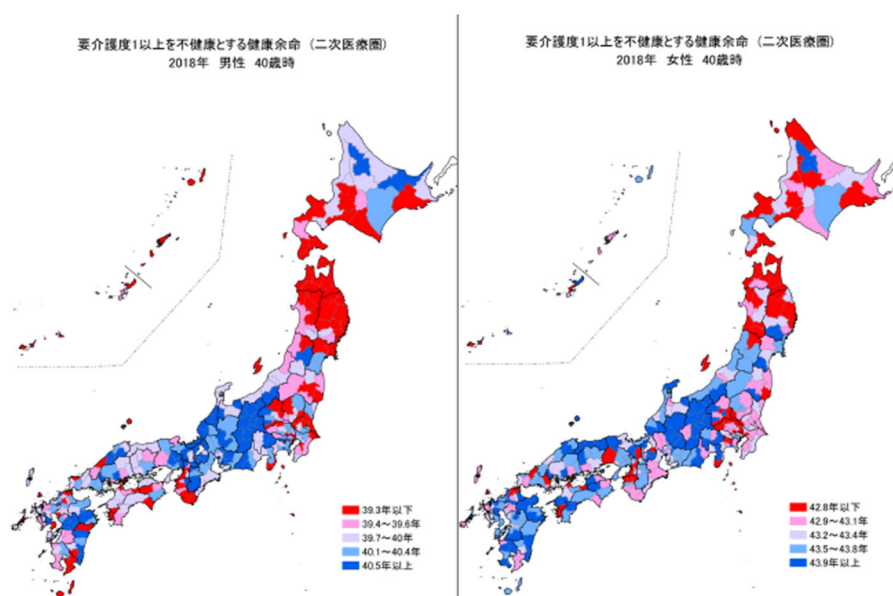 要介護度1以上を不健康とする健康余命 (二次医療圏)
2018年 男性 40歳時
39.3年以下
39.4～39.6年
39.7～40年
40.1～40.4年
40.5年以上
要介護度1以上を不健康とする健康余命 (二次医療圏)
2018年 女性 40歳時
42.8年以下
42.9～43.1年
43.2～43.4年
43.5～43.8年
43.9年以上